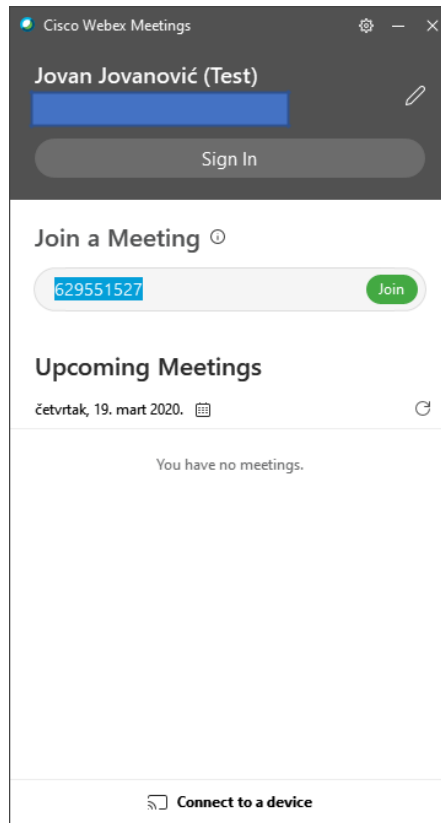 Cisco Webex Meetings
Jovan Jovanović (Test)
Sign In
Join a Meeting
629551527
Join
Upcoming Meetings
četvrtak, 19. mart 2020.
You have no meetings.
Connect to a device